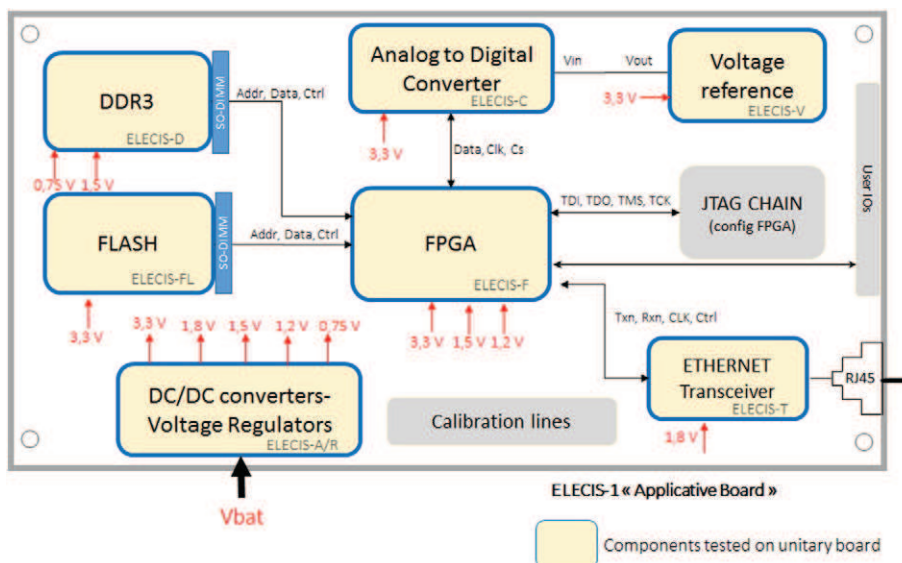 DDR3
ELECIS-D
SO-DIMM
Addr, Data, Ctrl
0,75 V
1,5 V
Analog to Digital
Converter
ELECIS-C
3,3 V
Vin
Vout
Voltage
reference
ELECIS-V
3,3 V
Data, Clk, Cs
User IOs
FLASH
ELECIS-FL
SO-DIMM
Addr, Data, Ctrl
3,3 V
FPGA
ELECIS-F
3,3 V
1,5 V
1,2 V
TDI, TDO, TMS, TCK
JTAG CHAIN
(config FPGA)
Txn, Rxn, CLK, Ctrl
ETHERNET
Transceiver
ELECIS-T
1,8 V
RJ45
3,3 V
1,8 V
1,5 V
1,2 V
0,75 V
DC/DC converters-
Voltage Regulators
ELECIS-A/R
Vbat
Calibration lines
ELECIS-1 « Applicative Board »
Components tested on unitary board